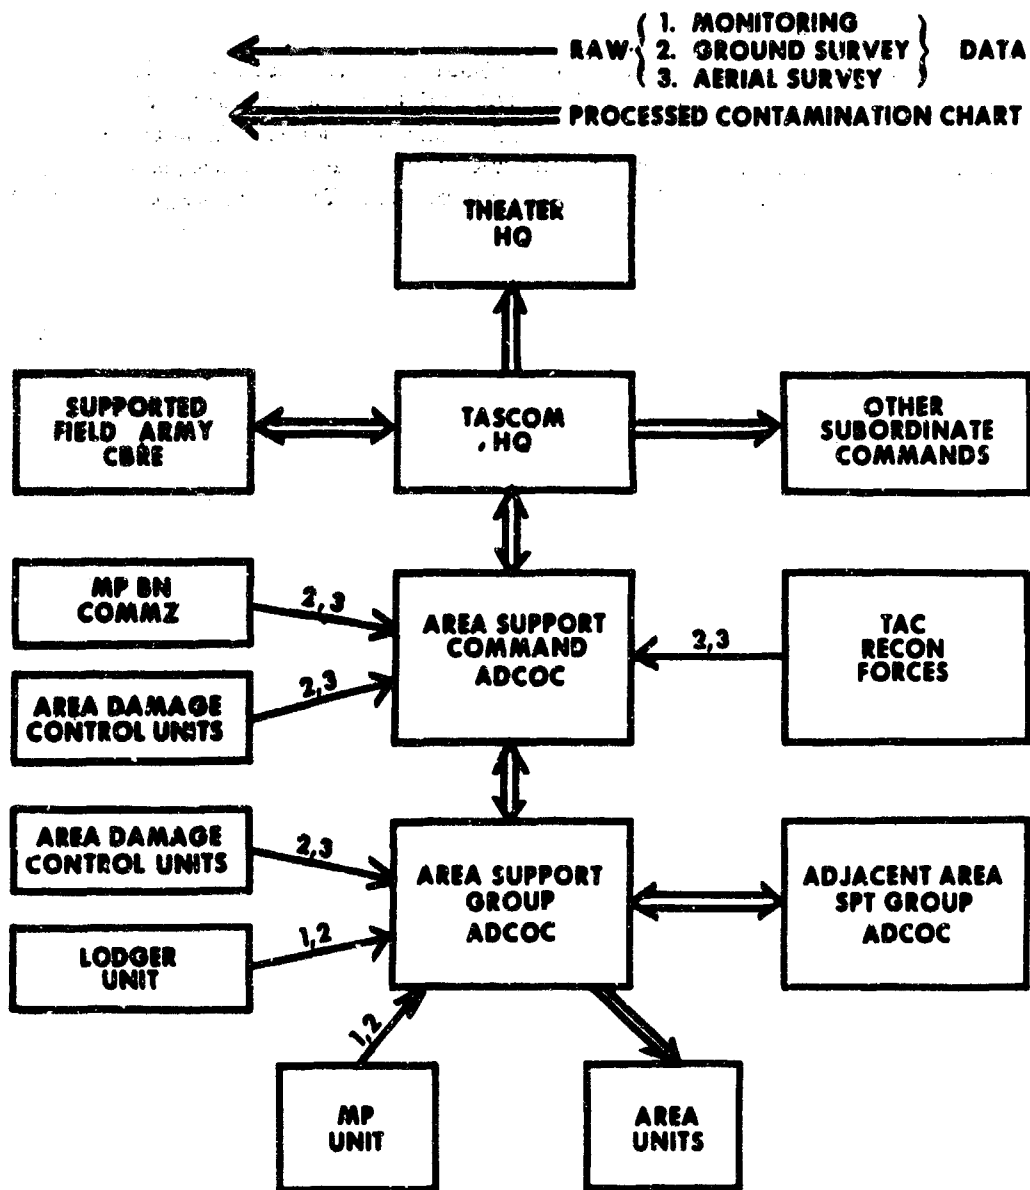 RAW { 1. MONITORING
2. GROUND SURVEY } DATA
3. AERIAL SURVEY
PROCESSED CONTAMINATION CHART
THEATER
HQ
SUPPORTED
FIELD ARMY
CBRE
TASCOM
HQ
OTHER
SUBORDINATE
COMMANDS
MP BN
COMMZ
2,3
AREA SUPPORT
COMMAND
ADCOC
2,3
TAC
RECON
FORCES
AREA DAMAGE
CONTROL UNITS
2,3
AREA DAMAGE
CONTROL UNITS
2,3
AREA SUPPORT
GROUP
ADCOC
ADJACENT AREA
SPT GROUP
ADCOC
LODGER
UNIT
1,2
1,2
MP
UNIT
AREA
UNITS